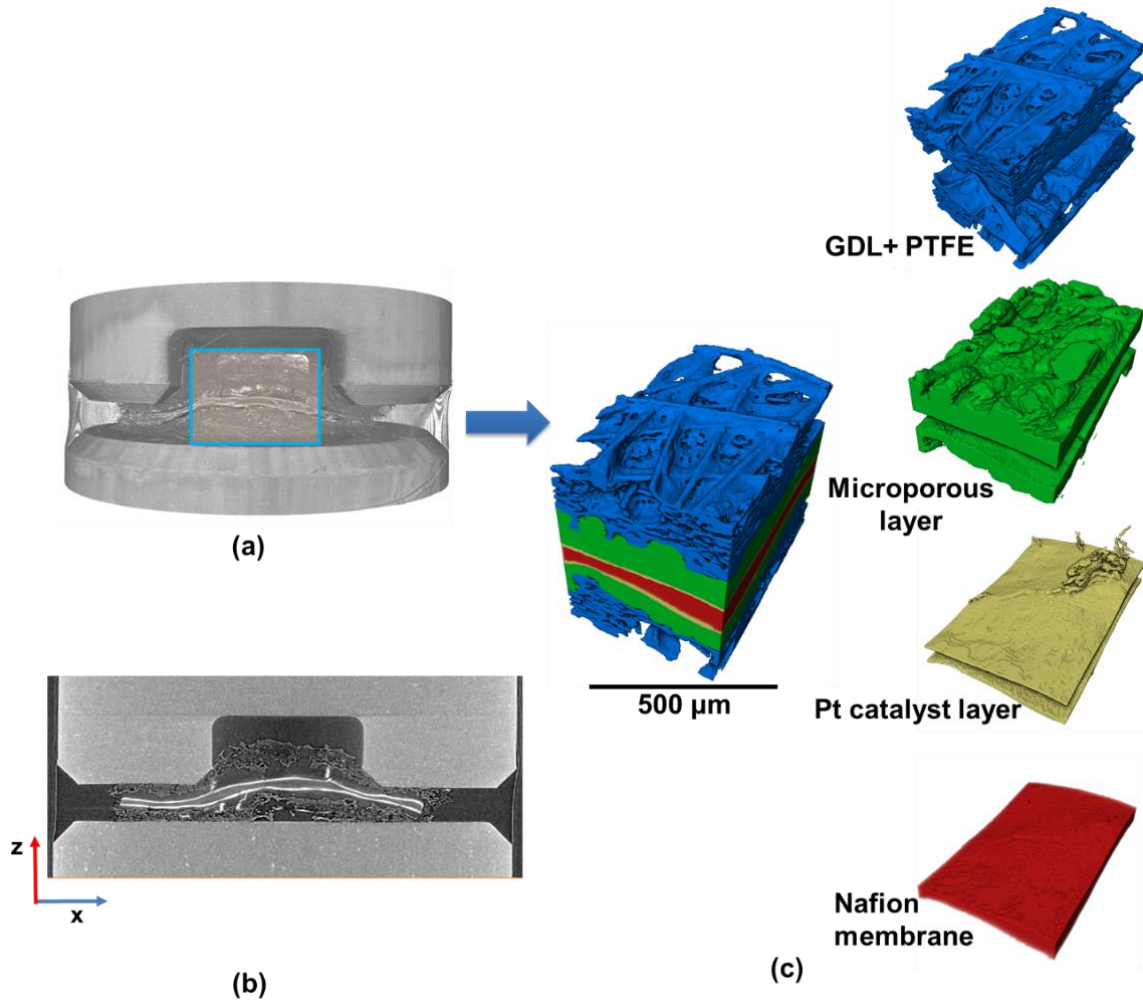 GDL+ PTFE
(a)
Microporous
layer
500 µm
Pt catalyst layer
z
x
Nafion
membrane
(b)
(c)